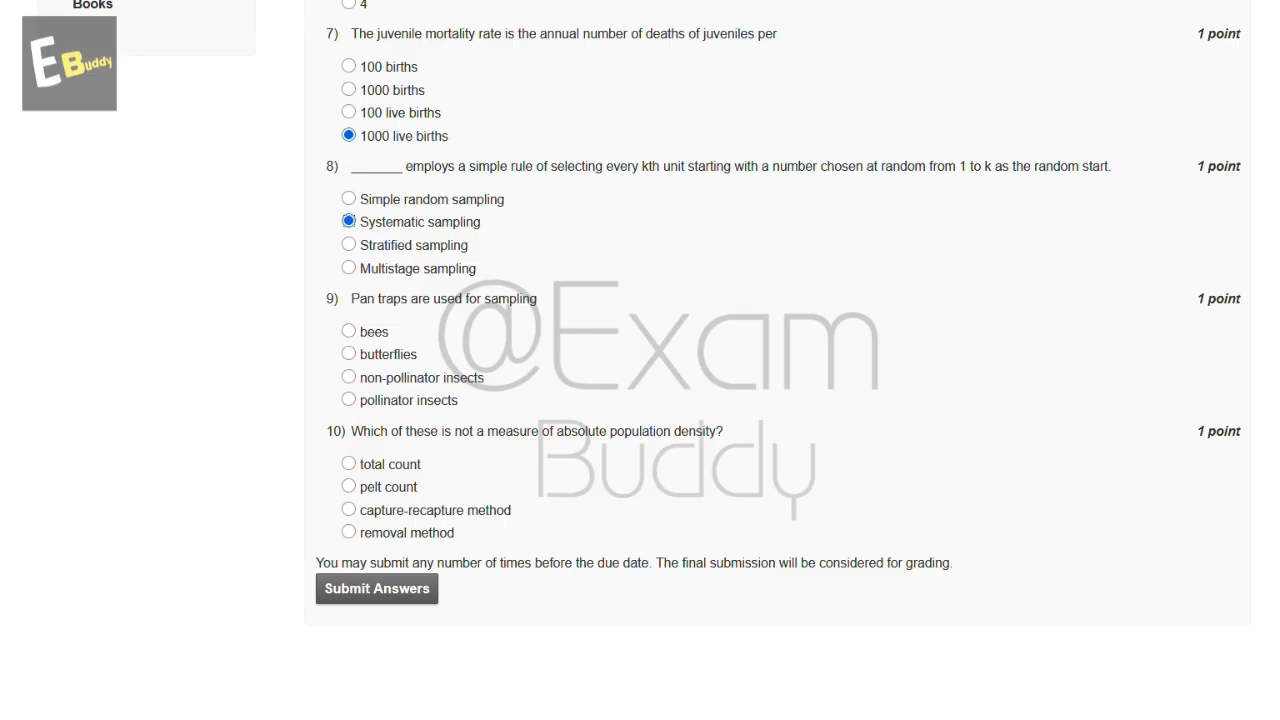 Books
E Buddy
4
7) The juvenile mortality rate is the annual number of deaths of juveniles per 1 point
100 births
1000 births
100 live births
1000 live births
8) _______ employs a simple rule of selecting every kth unit starting with a number chosen at random from 1 to k as the random start. 1 point
Simple random sampling
Systematic sampling
Stratified sampling
Multistage sampling
9) Pan traps are used for sampling 1 point
bees
butterflies
non-pollinator insects
pollinator insects
@Exam
Buddy
10) Which of these is not a measure of absolute population density? 1 point
total count
pelt count
capture-recapture method
removal method
You may submit any number of times before the due date. The final submission will be considered for grading.
Submit Answers